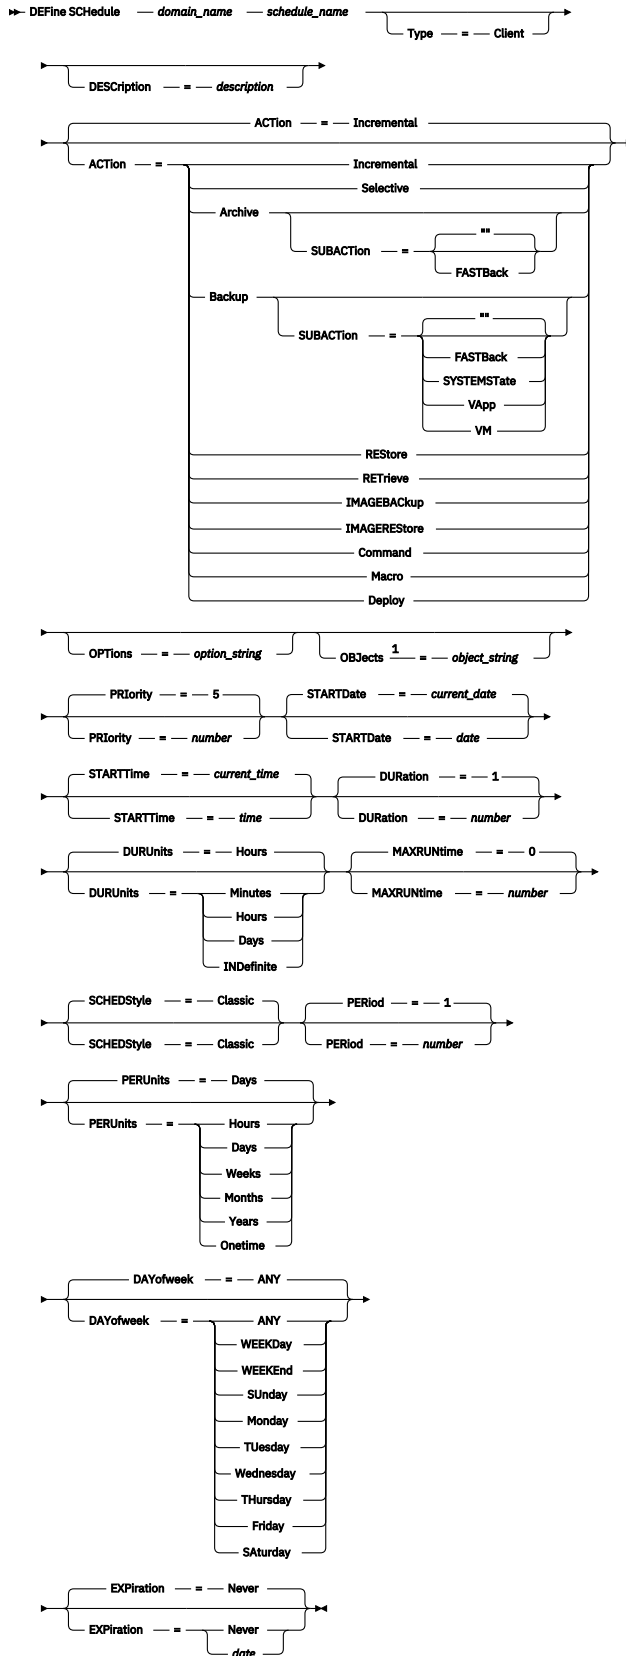 DEFine SCHedule domain_name schedule_name
Type = Client
DESCription = description
ACTion = Incremental
ACTion = Incremental
Selective
Archive
SUBACTion = ""
FASTBack
Backup
SUBACTion = ""
FASTBack
SYSTEMSTate
VApp
VM
REStore
RETrieve
IMAGEBACkup
IMAGEREStore
Command
Macro
Deploy
OPTions = option_string
OBJects 1 = object_string
PRIority = 5
PRIority = number
STARTDate = current_date
STARTDate = date
STARTTime = current_time
STARTTime = time
DURation = 1
DURation = number
DURUnits = Hours
DURUnits = Minutes
Hours
Days
INDefinite
MAXRUNtime = 0
MAXRUNtime = number
SCHEDStyle = Classic
SCHEDStyle = Classic
PERiod = 1
PERiod = number
PERUnits = Days
PERUnits = Hours
Days
Weeks
Months
Years
Onetime
DAYofweek = ANY
DAYofweek = ANY
WEEKDay
WEEKEnd
SUnday
Monday
TUesday
Wednesday
THursday
Friday
SAturday
EXPiration = Never
EXPiration = Never
date